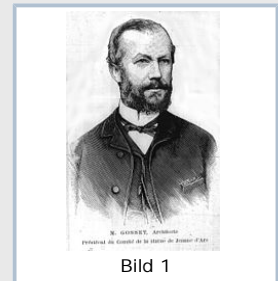 M. GOSSET, Architecte
Président du Comité de la statue de Jeanne d'Arc
Bild 1